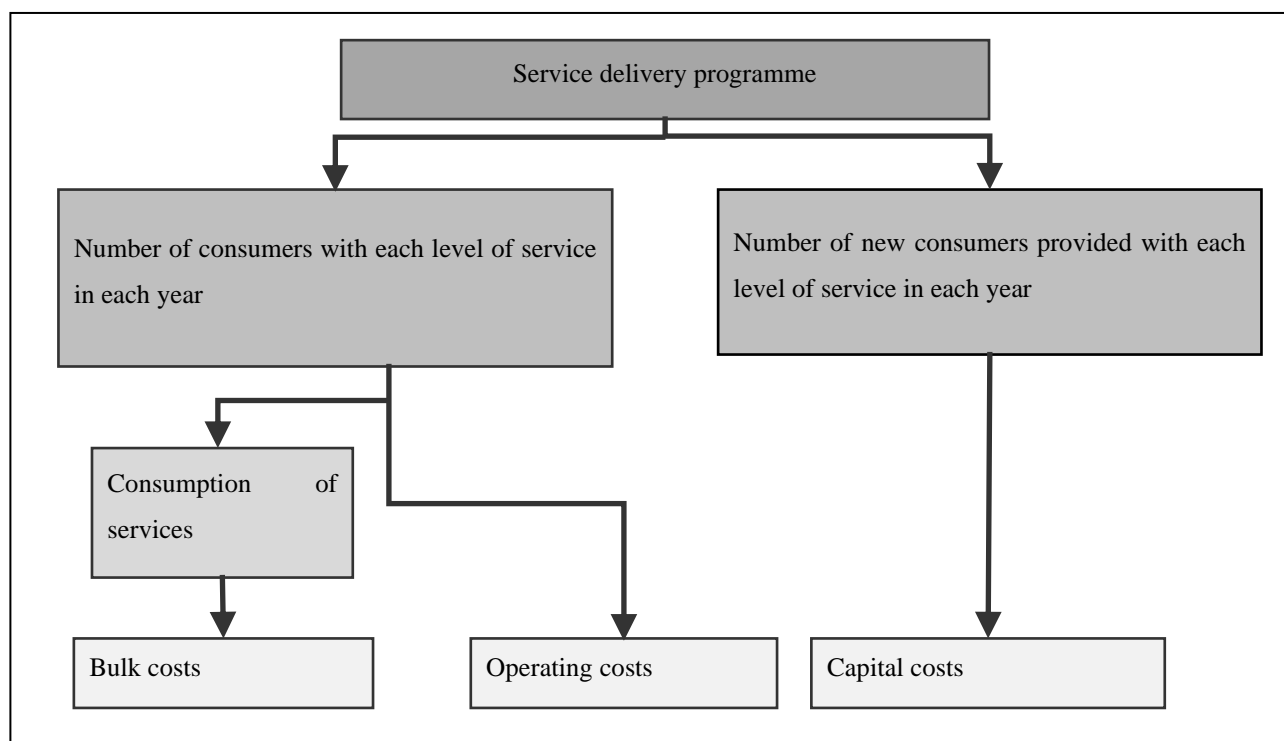 Service delivery programme
Number of consumers with each level of service
in each year
Number of new consumers provided with each
level of service in each year
Consumption of
services
Bulk costs
Operating costs
Capital costs